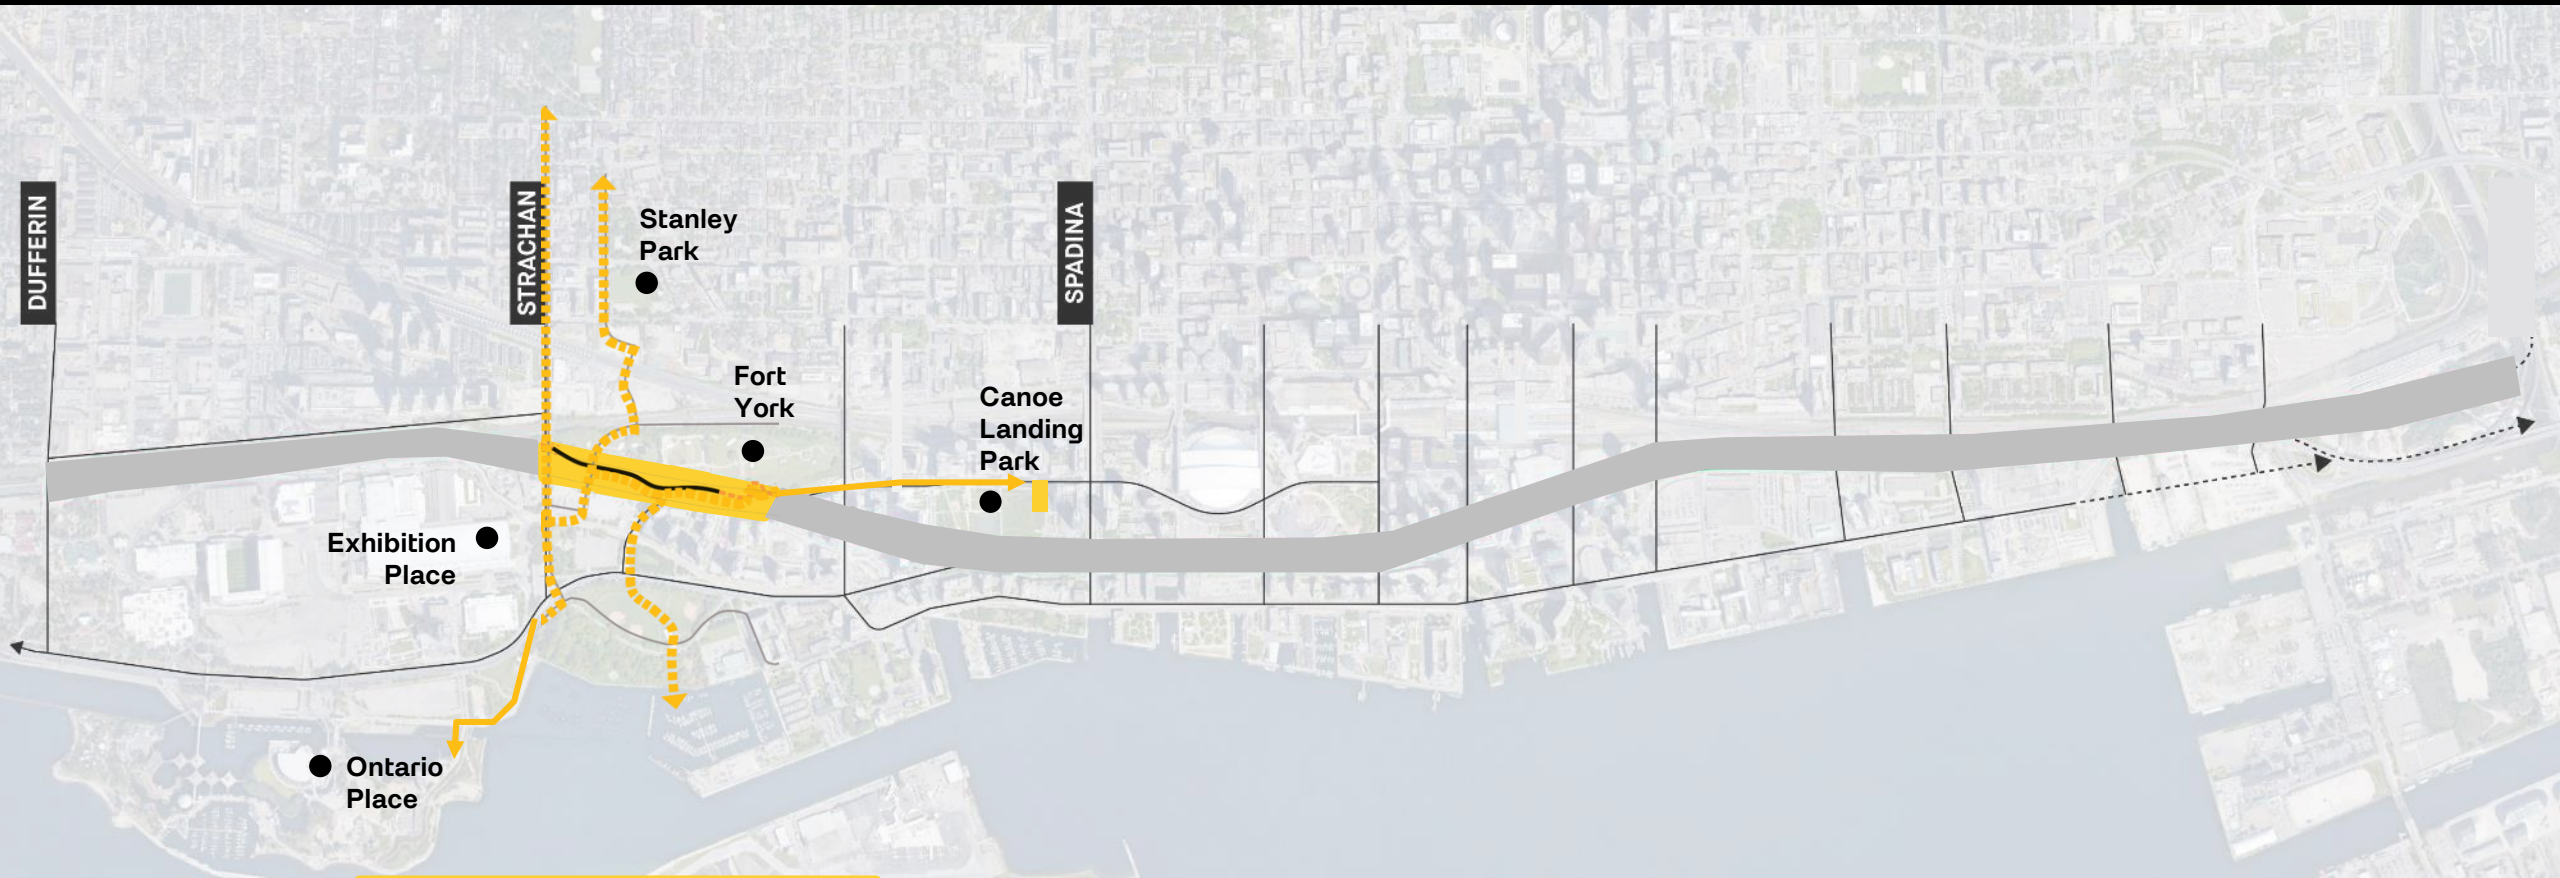 DUFFERIN
STRACHAN
SPADINA
Stanley
Park
Fort
York
Canoe
Landing
Park
Exhibition
Place
Ontario
Place